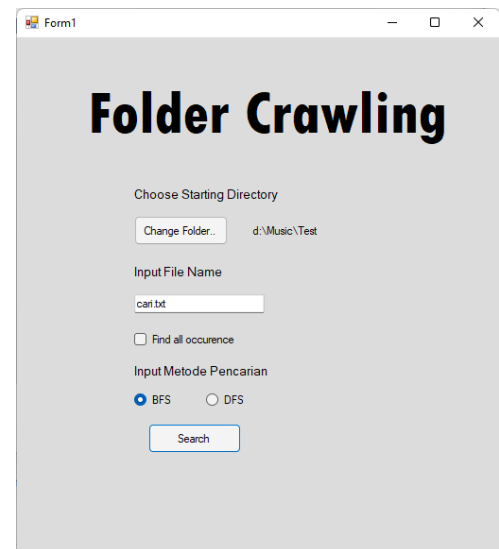 Form1
Folder Crawling
Choose Starting Directory
Change Folder.. d:\Music\Test
Input File Name
cari.txt
Find all occurence
Input Metode Pencarian
BFS DFS
Search